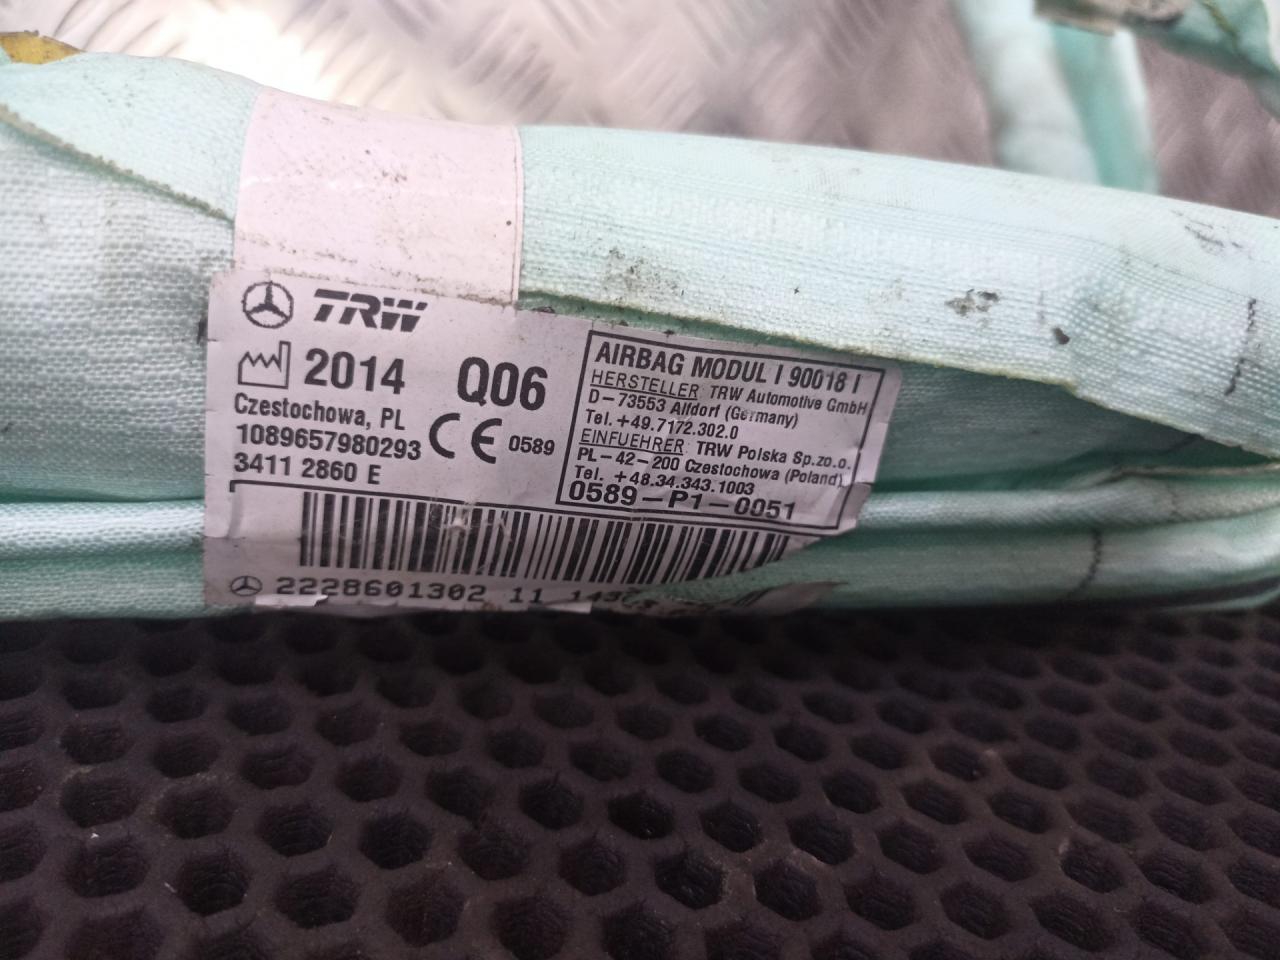 TRW
2014 Q06
Czestochowa, PL
1089657980293
3411 2860 E
CE 0589
AIRBAG MODUL I 90018 I
HERSTELLER: TRW Automotive GmbH
D-73553 Alfdorf (Germany)
Tel. +49.7172.302.0
EINFUEHRER: TRW Polska Sp.zo.o.
PL-42-200 Czestochowa (Poland)
Tel. +48.34.343.1003
0589-P1-0051
2228601302 11